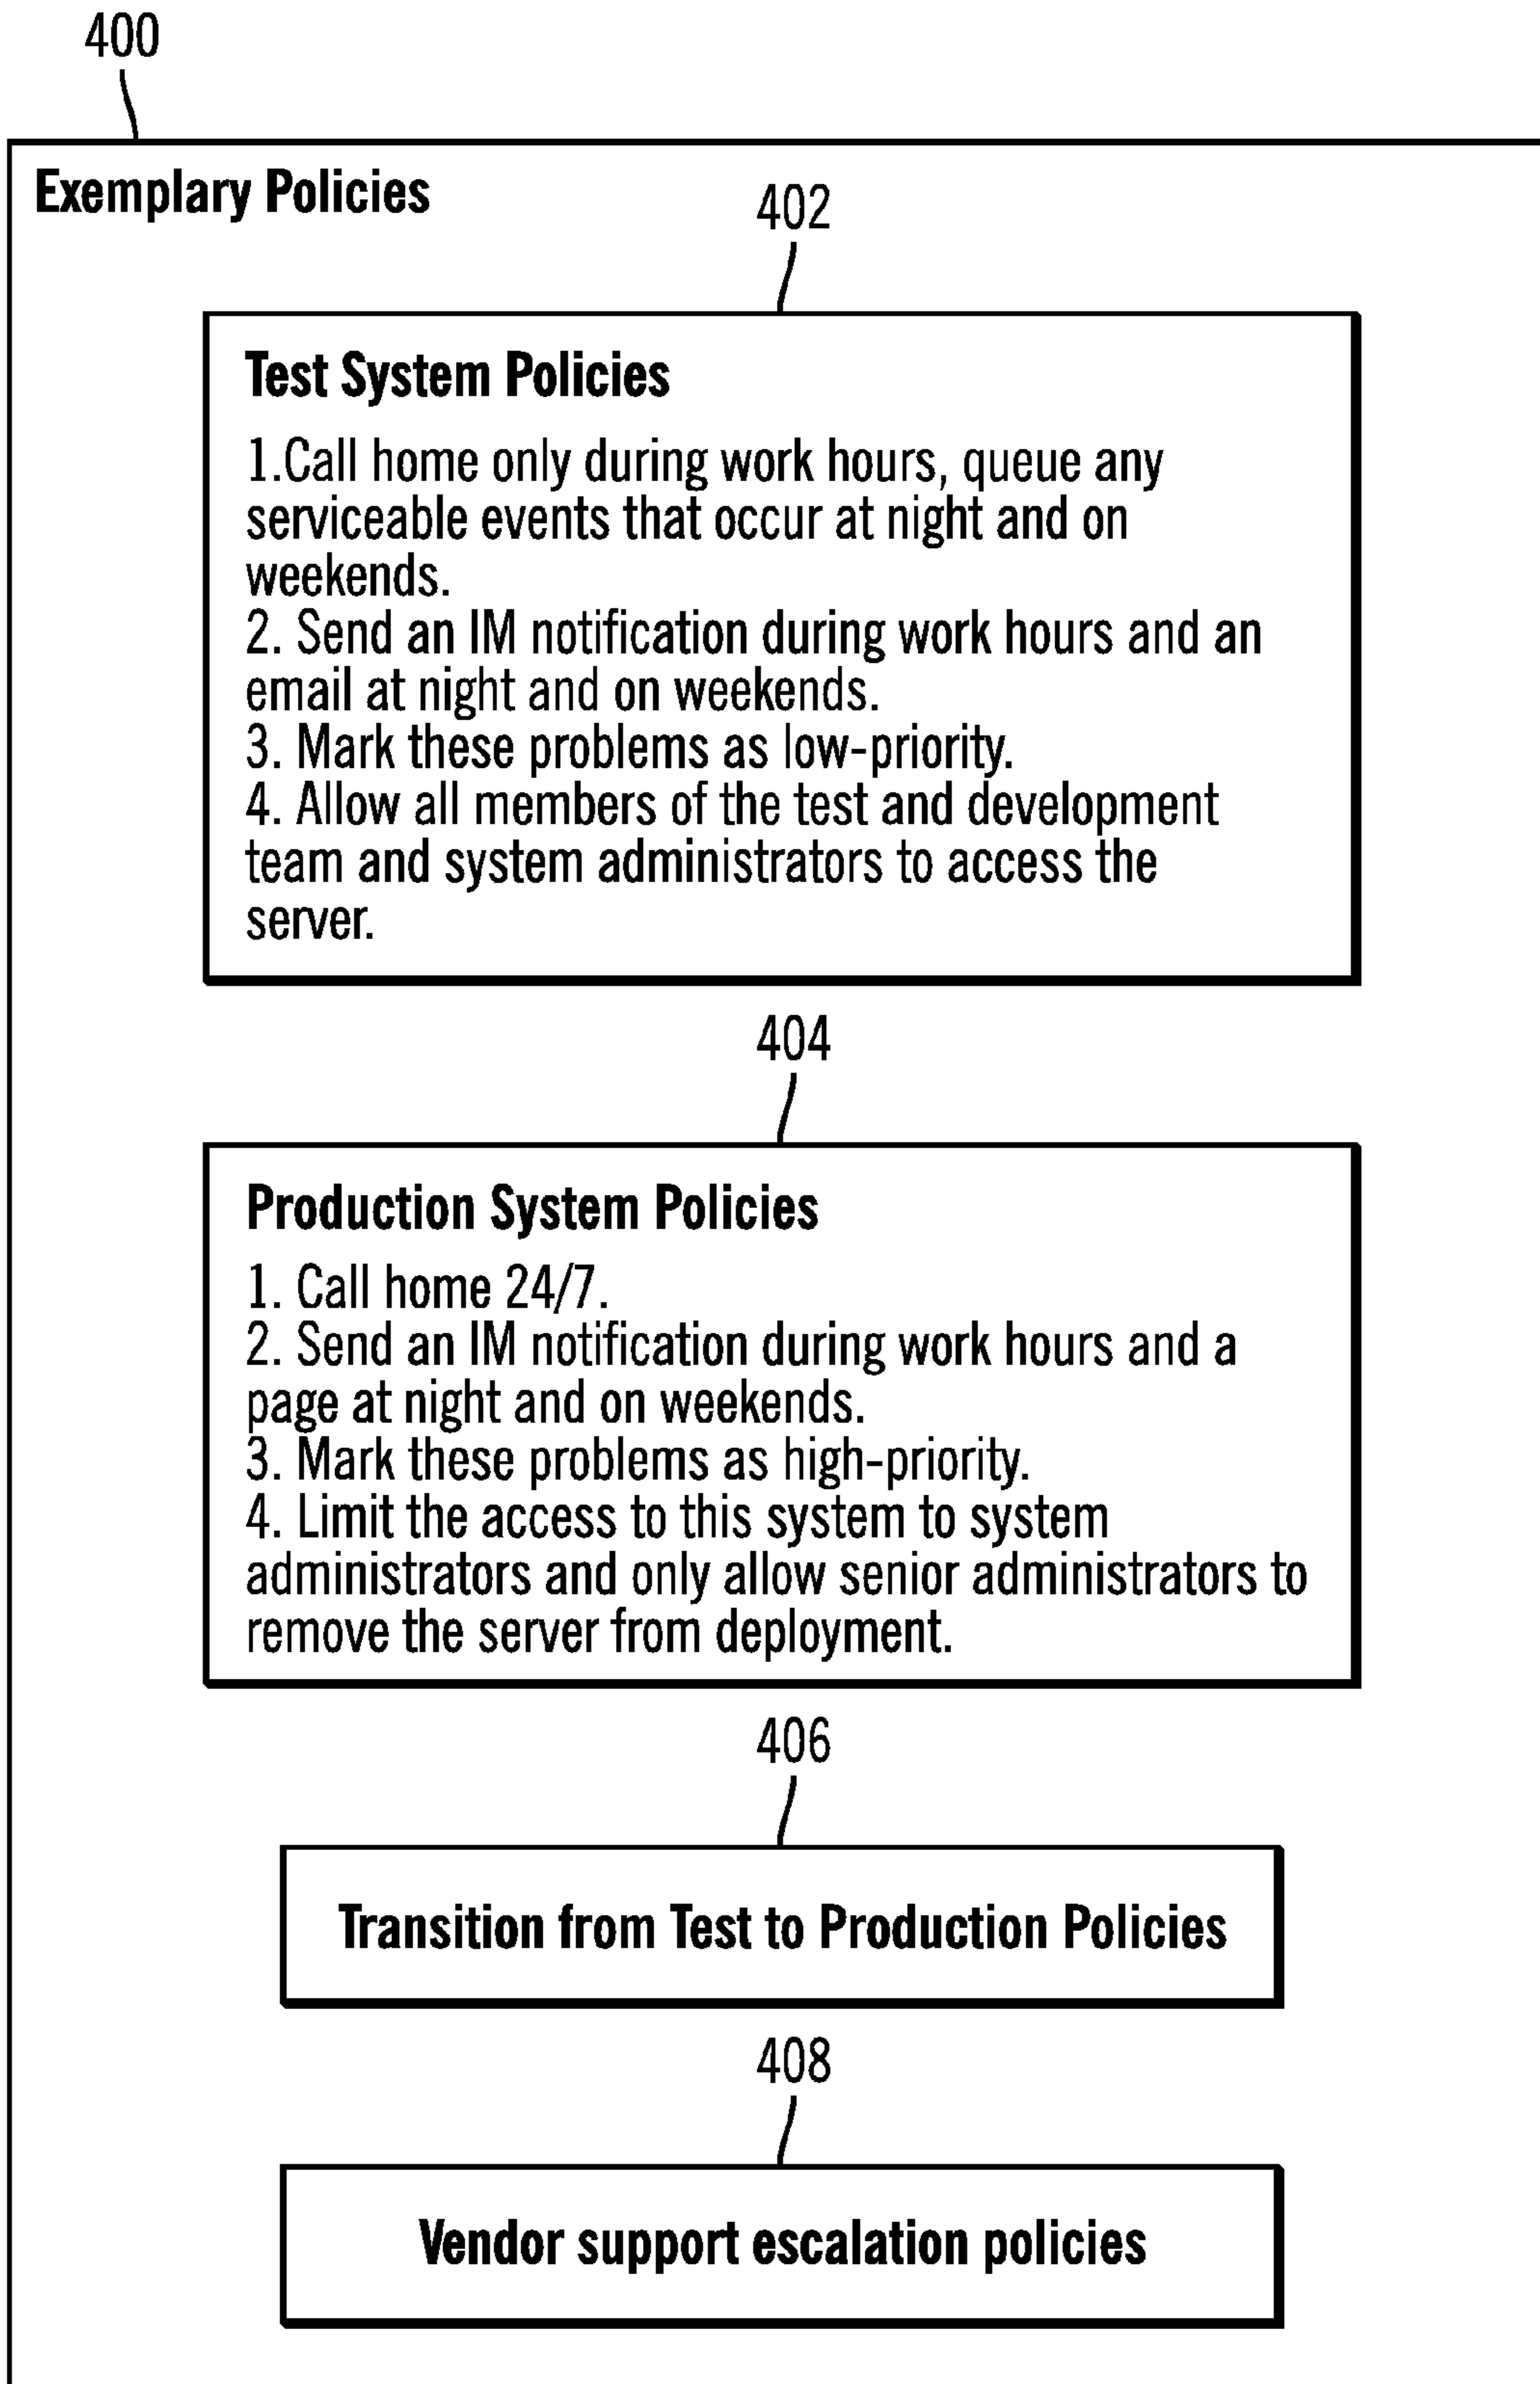 400
Exemplary Policies
402
Test System Policies
1.Call home only during work hours, queue any
serviceable events that occur at night and on
weekends.
2. Send an IM notification during work hours and an
email at night and on weekends.
3. Mark these problems as low-priority.
4. Allow all members of the test and development
team and system administrators to access the
server.
404
Production System Policies
1. Call home 24/7.
2. Send an IM notification during work hours and a
page at night and on weekends.
3. Mark these problems as high-priority.
4. Limit the access to this system to system
administrators and only allow senior administrators to
remove the server from deployment.
406
Transition from Test to Production Policies
408
Vendor support escalation policies